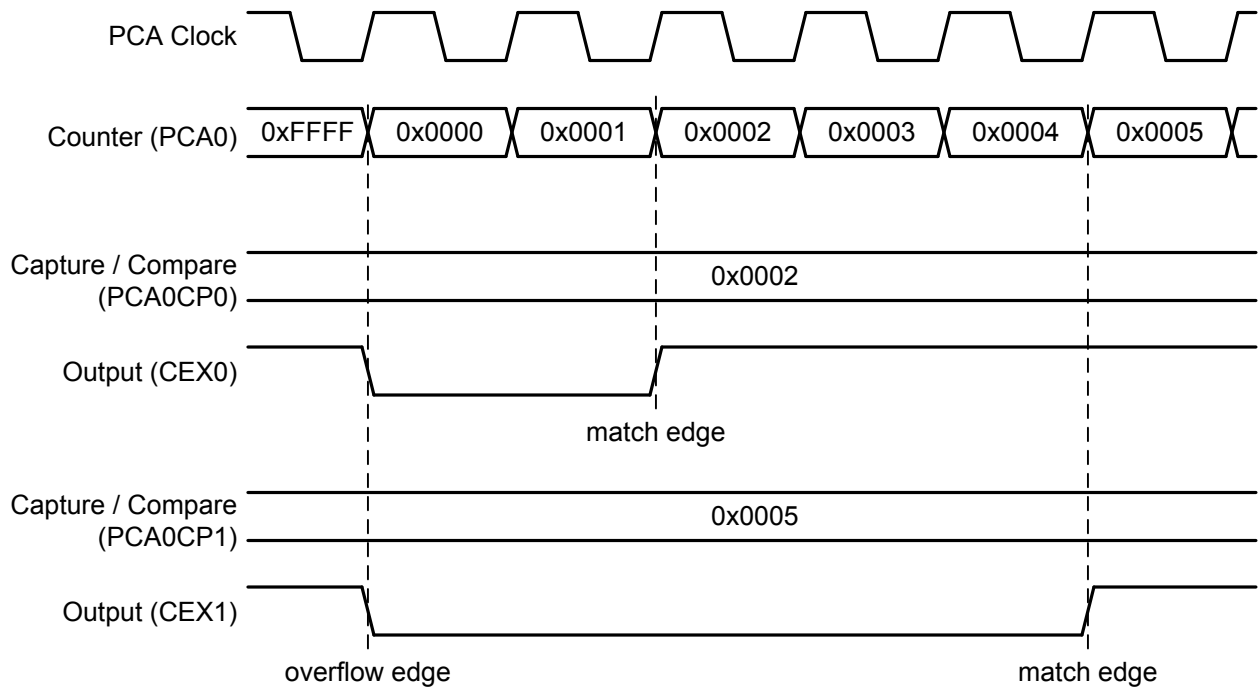 PCA Clock
Counter (PCA0) 0xFFFF 0x0000 0x0001 0x0002 0x0003 0x0004 0x0005
Capture / Compare
(PCA0CP0)
0x0002
Output (CEX0)
match edge
Capture / Compare
(PCA0CP1)
0x0005
Output (CEX1)
overflow edge match edge